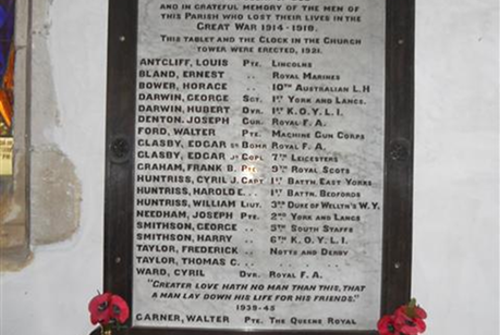 AND IN GRATEFUL MEMORY OF THE MEN OF
THIS PARISH WHO LOST THEIR LIVES IN THE
GREAT WAR 1914-1918.
THIS TABLET AND THE CLOCK IN THE CHURCH
TOWER WERE ERECTED, 1921.
ANTCLIFF, LOUIS PTE. LINCOLNS
BLAND, ERNEST .. ROYAL MARINES
BOWER, HORACE .. 10TH AUSTRALIAN L.H
DARWIN, GEORGE SGT. 1ST YORK AND LANCS.
DARWIN, HUBERT DVR. 1ST K.O.Y.L.I.
DENTON, JOSEPH GUR. ROYAL F.A.
FORD, WALTER PTE. MACHINE GUN CORPS
GLASBY, EDGAR SR BOMR ROYAL F.A.
GLASBY, EDGAR JR COPL 7TH LEICESTERS
GRAHAM, FRANK B. PTE 9TH ROYAL SCOTS
HUNTRISS, CYRIL J. CAPT. 1ST BATTN EAST YORKS
HUNTRISS, HAROLD E. .. 1ST BATTN. BEDFORDS
HUNTRISS, WILLIAM LIUT. 3RD DUKE OF WELLTN'S W.Y.
NEEDHAM, JOSEPH PTE. 2ND YORK AND LANCS
SMITHSON, GEORGE .. 5TH SOUTH STAFFS
SMITHSON, HARRY .. 6TH K.O.Y.L.I.
TAYLOR, FREDERICK .. NOTTS AND DERBY
TAYLOR, THOMAS C. .. .. .. ..
WARD, CYRIL DVR. ROYAL F.A.
"GREATER LOVE HATH NO MAN THAN THIS, THAT
A MAN LAY DOWN HIS LIFE FOR HIS FRIENDS."
1939-45
GARNER, WALTER PTE. THE QUEENS ROYAL